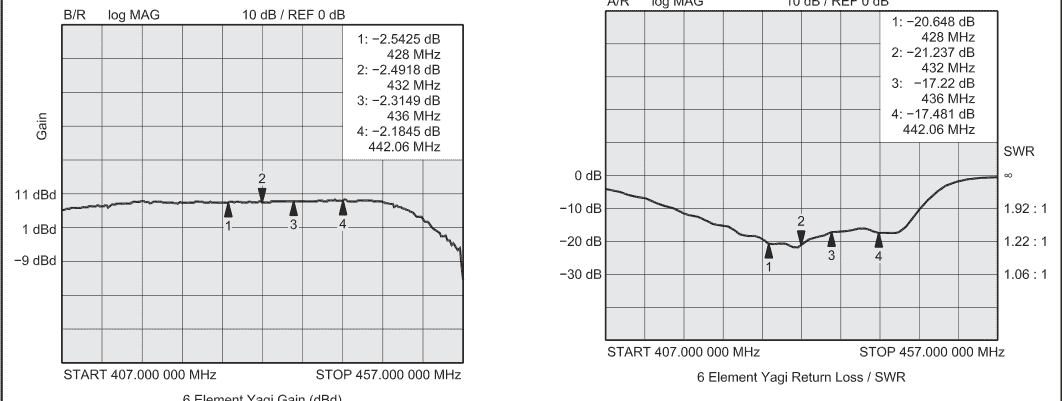 B/R log MAG 10 dB / REF 0 dB
1: −2.5425 dB
428 MHz
2: −2.4918 dB
432 MHz
3: −2.3149 dB
436 MHz
4: −2.1845 dB
442.06 MHz
Gain
11 dBd
1 dBd
−9 dBd
2
1
3
4
START 407.000 000 MHz STOP 457.000 000 MHz
6 Element Yagi Gain (dBd)
A/R log MAG 10 dB / REF 0 dB
1: −20.648 dB
428 MHz
2: −21.237 dB
432 MHz
3: −17.22 dB
436 MHz
4: −17.481 dB
442.06 MHz
SWR
0 dB ∞
−10 dB 1.92 : 1
−20 dB 1.22 : 1
−30 dB 1.06 : 1
2
1
3
4
START 407.000 000 MHz STOP 457.000 000 MHz
6 Element Yagi Return Loss / SWR